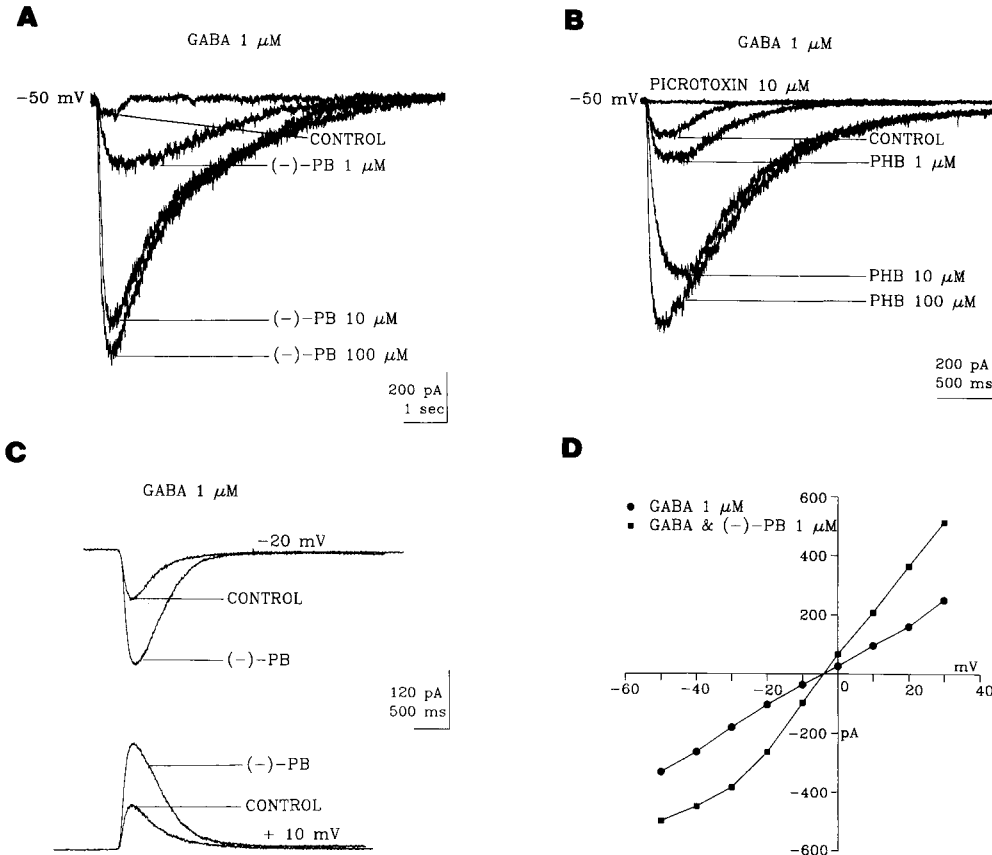 A
GABA 1 μM
−50 mV
CONTROL
(−)−PB 1 μM
(−)−PB 10 μM
(−)−PB 100 μM
200 pA
1 sec
B
GABA 1 μM
PICROTOXIN 10 μM
−50 mV
CONTROL
PHB 1 μM
PHB 10 μM
PHB 100 μM
200 pA
500 ms
C
GABA 1 μM
−20 mV
CONTROL
(−)−PB
120 pA
500 ms
(−)−PB
CONTROL
+ 10 mV
D
GABA 1 μM
GABA & (−)−PB 1 μM
600
400
200
mV
−60
−40
−20
0
20
40
−200
pA
−400
−600